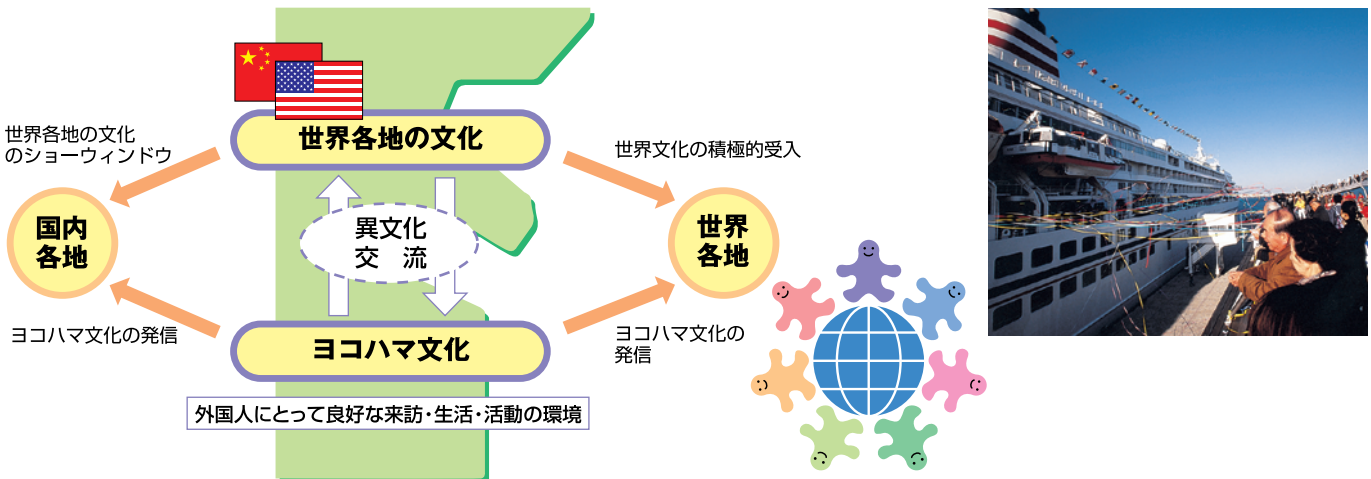 世界各地の文化
世界各地の文化
のショーウィンドウ
世界文化の積極的受入
国内
各地
異文化
交　流
世界
各地
ヨコハマ文化の発信
ヨコハマ文化
ヨコハマ文化の
発信
外国人にとって良好な来訪・生活・活動の環境